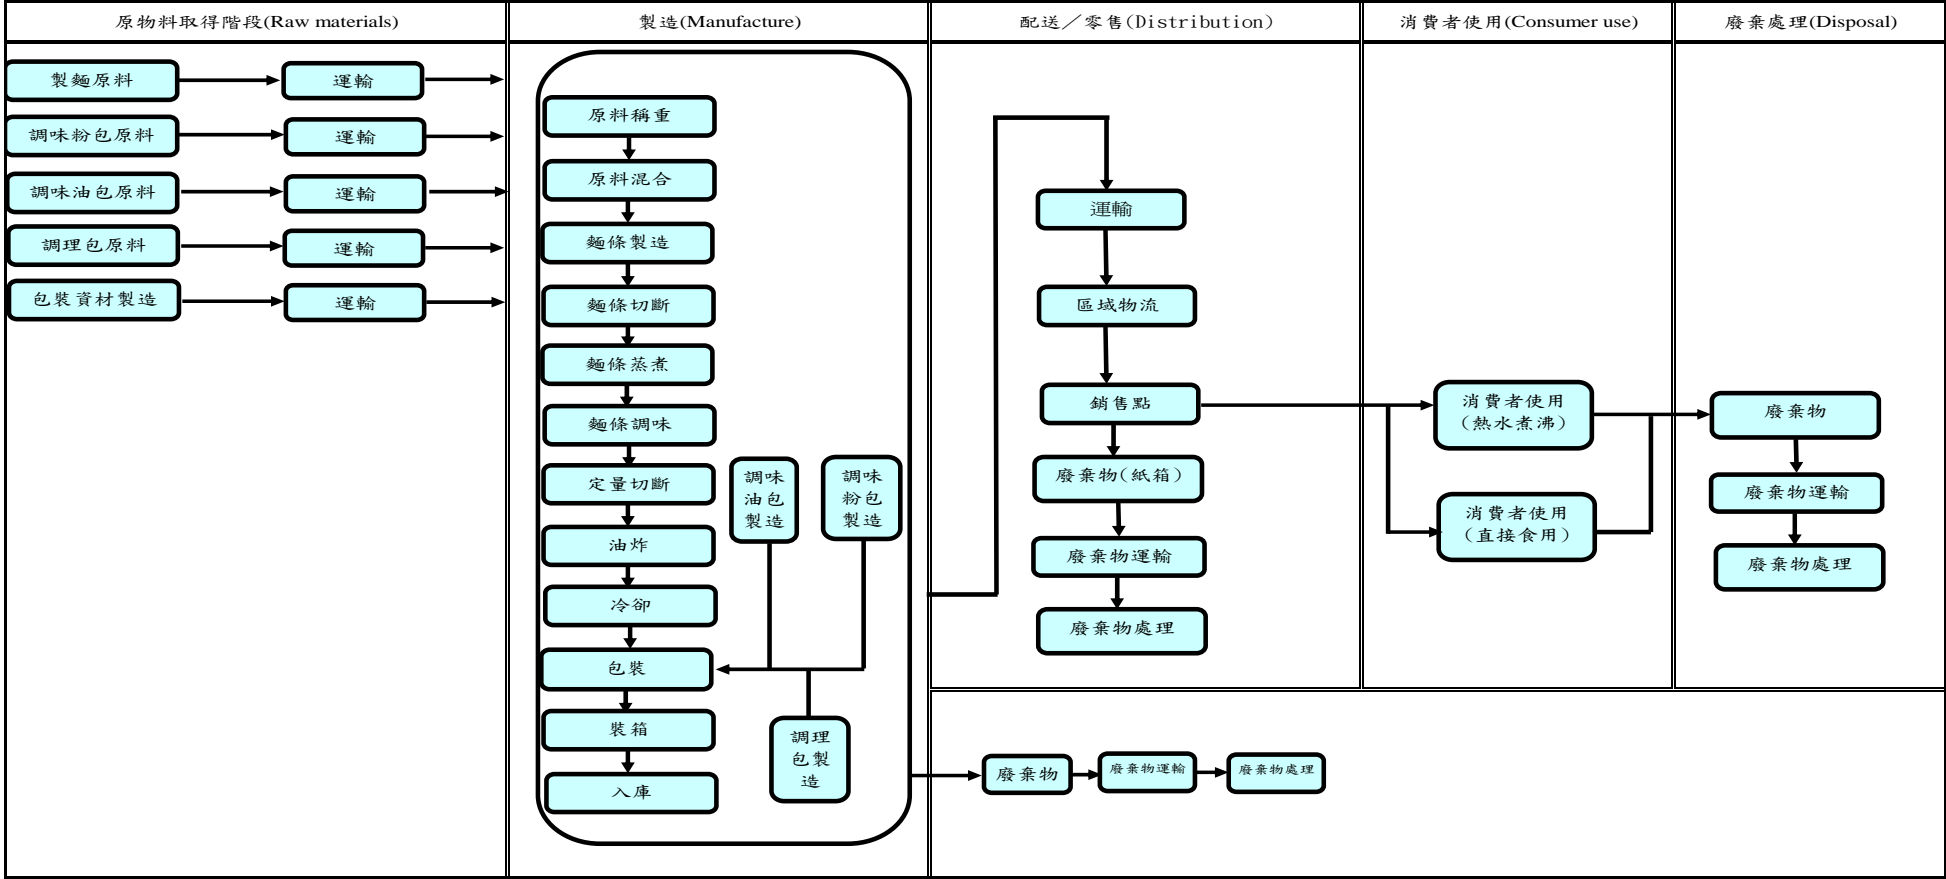 原物料取得階段(Raw materials)
製麵原料
運輸
調味粉包原料
運輸
調味油包原料
運輸
調理包原料
運輸
包裝資材製造
運輸
製造(Manufacture)
原料稱重
原料混合
麵條製造
麵條切斷
麵條蒸煮
麵條調味
定量切斷
油炸
冷卻
包裝
裝箱
入庫
調味
油包
製造
調味
粉包
製造
調理
包製
造
配送／零售(Distribution)
運輸
區域物流
銷售點
廢棄物(紙箱)
廢棄物運輸
廢棄物處理
消費者使用(Consumer use)
消費者使用
(熱水煮沸)
消費者使用
(直接食用)
廢棄處理(Disposal)
廢棄物
廢棄物運輸
廢棄物處理
廢棄物
廢棄物運輸
廢棄物處理